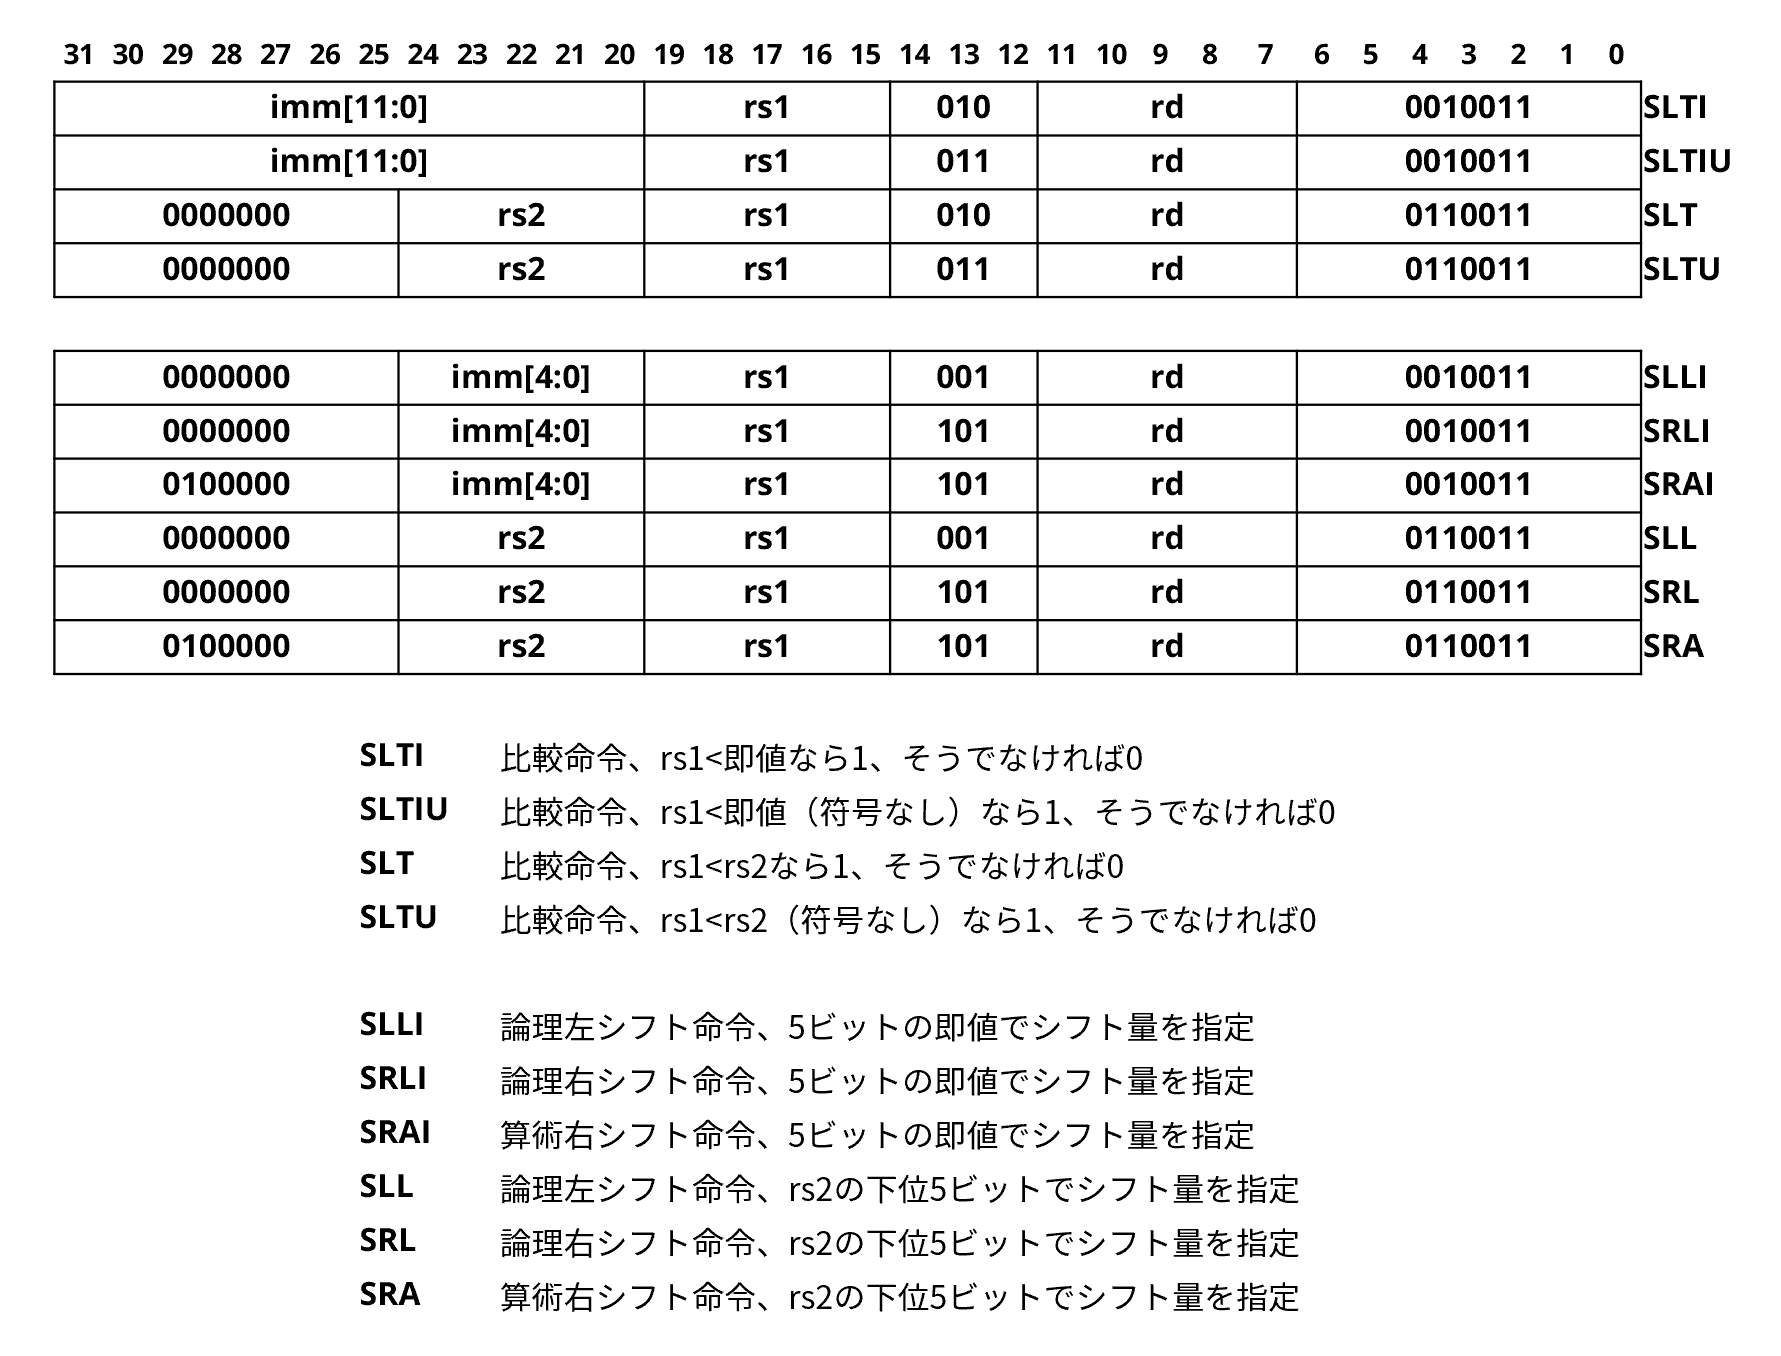 31 30 29 28 27 26 25 24 23 22 21 20 19 18 17 16 15 14 13 12 11 10 9 8 7 6 5 4 3 2 1 0
imm[11:0] rs1 010 rd 0010011 SLTI
imm[11:0] rs1 011 rd 0010011 SLTIU
0000000 rs2 rs1 010 rd 0110011 SLT
0000000 rs2 rs1 011 rd 0110011 SLTU
0000000 imm[4:0] rs1 001 rd 0010011 SLLI
0000000 imm[4:0] rs1 101 rd 0010011 SRLI
0100000 imm[4:0] rs1 101 rd 0010011 SRAI
0000000 rs2 rs1 001 rd 0110011 SLL
0000000 rs2 rs1 101 rd 0110011 SRL
0100000 rs2 rs1 101 rd 0110011 SRA
SLTI 比較命令、rs1<即値なら1、そうでなければ0
SLTIU 比較命令、rs1<即値（符号なし）なら1、そうでなければ0
SLT 比較命令、rs1<rs2なら1、そうでなければ0
SLTU 比較命令、rs1<rs2（符号なし）なら1、そうでなければ0
SLLI 論理左シフト命令、5ビットの即値でシフト量を指定
SRLI 論理右シフト命令、5ビットの即値でシフト量を指定
SRAI 算術右シフト命令、5ビットの即値でシフト量を指定
SLL 論理左シフト命令、rs2の下位5ビットでシフト量を指定
SRL 論理右シフト命令、rs2の下位5ビットでシフト量を指定
SRA 算術右シフト命令、rs2の下位5ビットでシフト量を指定